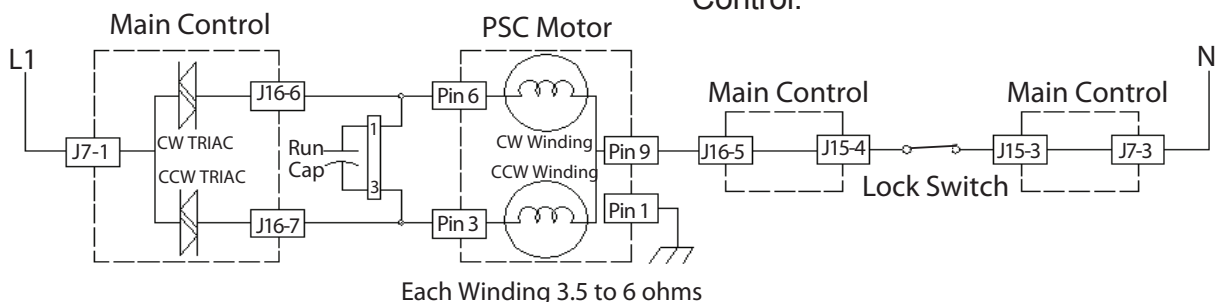 Control.
Main Control
PSC Motor
L1
N
J16-6
Pin 6
Main Control
Main Control
CW TRIAC
1
Run
Cap
CW Winding
J7-1
Pin 9
J16-5
J15-4
J15-3
J7-3
CCW TRIAC
CCW Winding
3
Lock Switch
J16-7
Pin 3
Pin 1
Each Winding 3.5 to 6 ohms